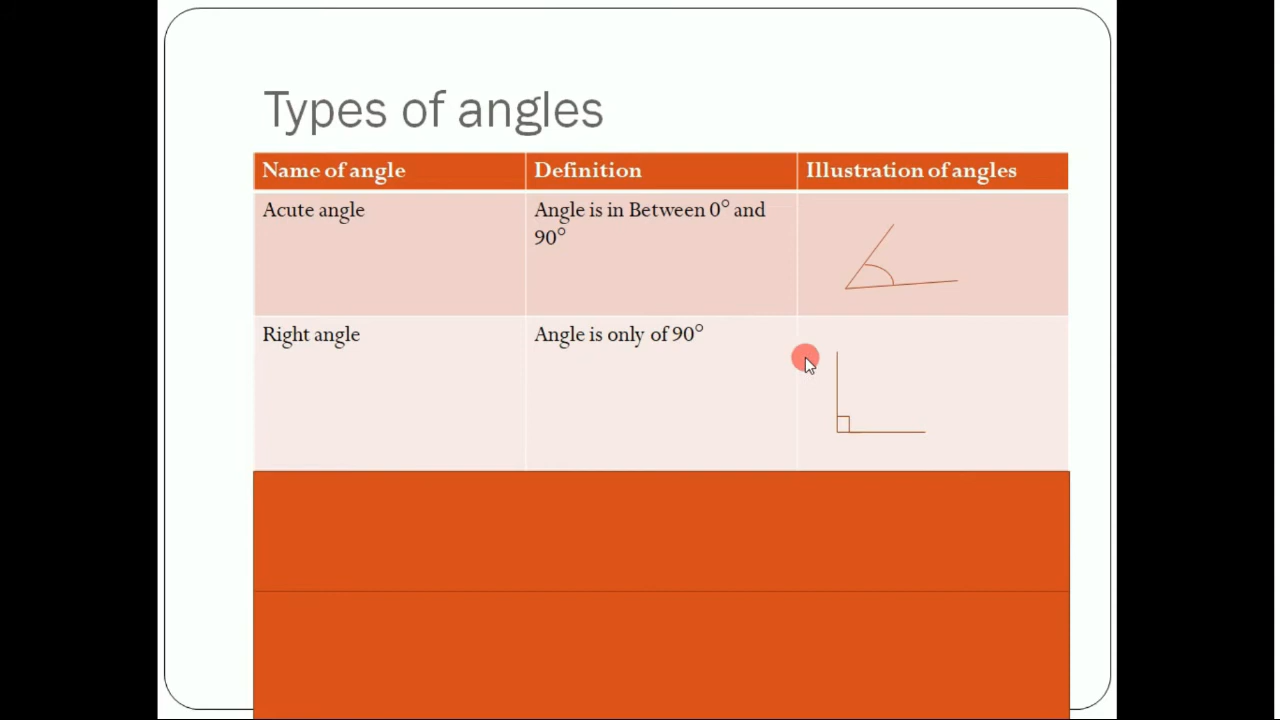 Types of angles
Name of angle
Definition
Illustration of angles
Acute angle
Angle is in Between 0° and
90°
Right angle
Angle is only of 90°